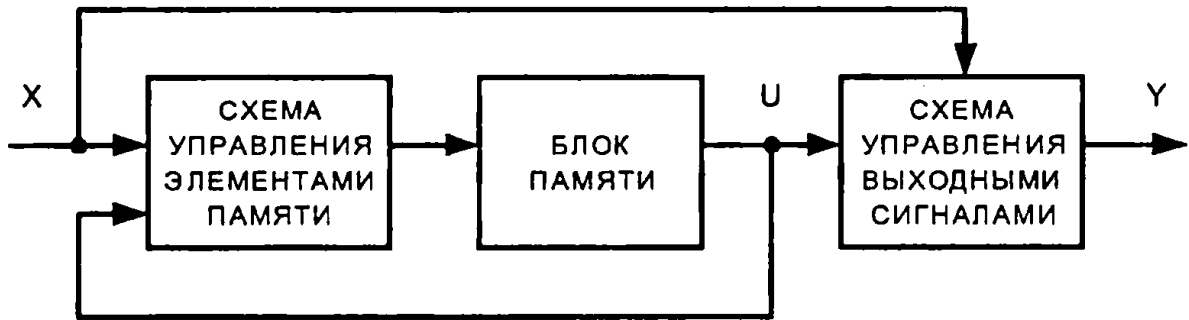 X
СХЕМА
УПРАВЛЕНИЯ
ЭЛЕМЕНТАМИ
ПАМЯТИ
БЛОК
ПАМЯТИ
U
СХЕМА
УПРАВЛЕНИЯ
ВЫХОДНЫМИ
СИГНАЛАМИ
Y